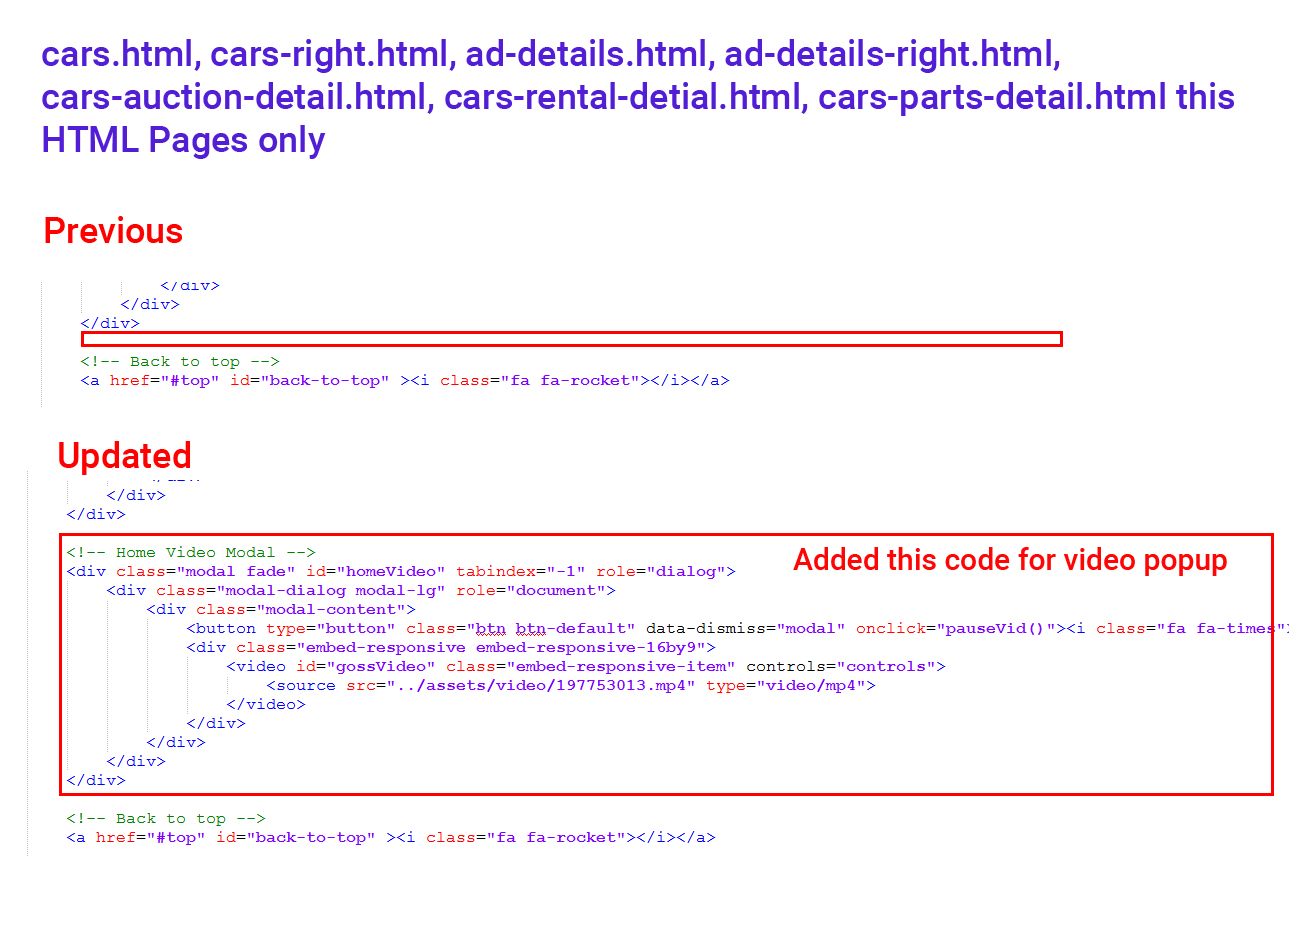 cars.html, cars-right.html, ad-details.html, ad-details-right.html,
cars-auction-detail.html, cars-rental-detial.html, cars-parts-detail.html this
HTML Pages only
Previous
</div>
</div>
</div>
<!-- Back to top -->
<a href="#top" id="back-to-top" ><i class="fa fa-rocket"></i></a>
Updated
</div>
</div>
<!-- Home Video Modal -->
Added this code for video popup
<div class="modal fade" id="homeVideo" tabindex="-1" role="dialog">
<div class="modal-dialog modal-lg" role="document">
<div class="modal-content">
<button type="button" class="btn btn-default" data-dismiss="modal" onclick="pauseVid()"><i class="fa fa-times"
<div class="embed-responsive embed-responsive-16by9">
<video id="gossVideo" class="embed-responsive-item" controls="controls">
<source src="../assets/video/197753013.mp4" type="video/mp4">
</video>
</div>
</div>
</div>
</div>
<!-- Back to top -->
<a href="#top" id="back-to-top" ><i class="fa fa-rocket"></i></a>